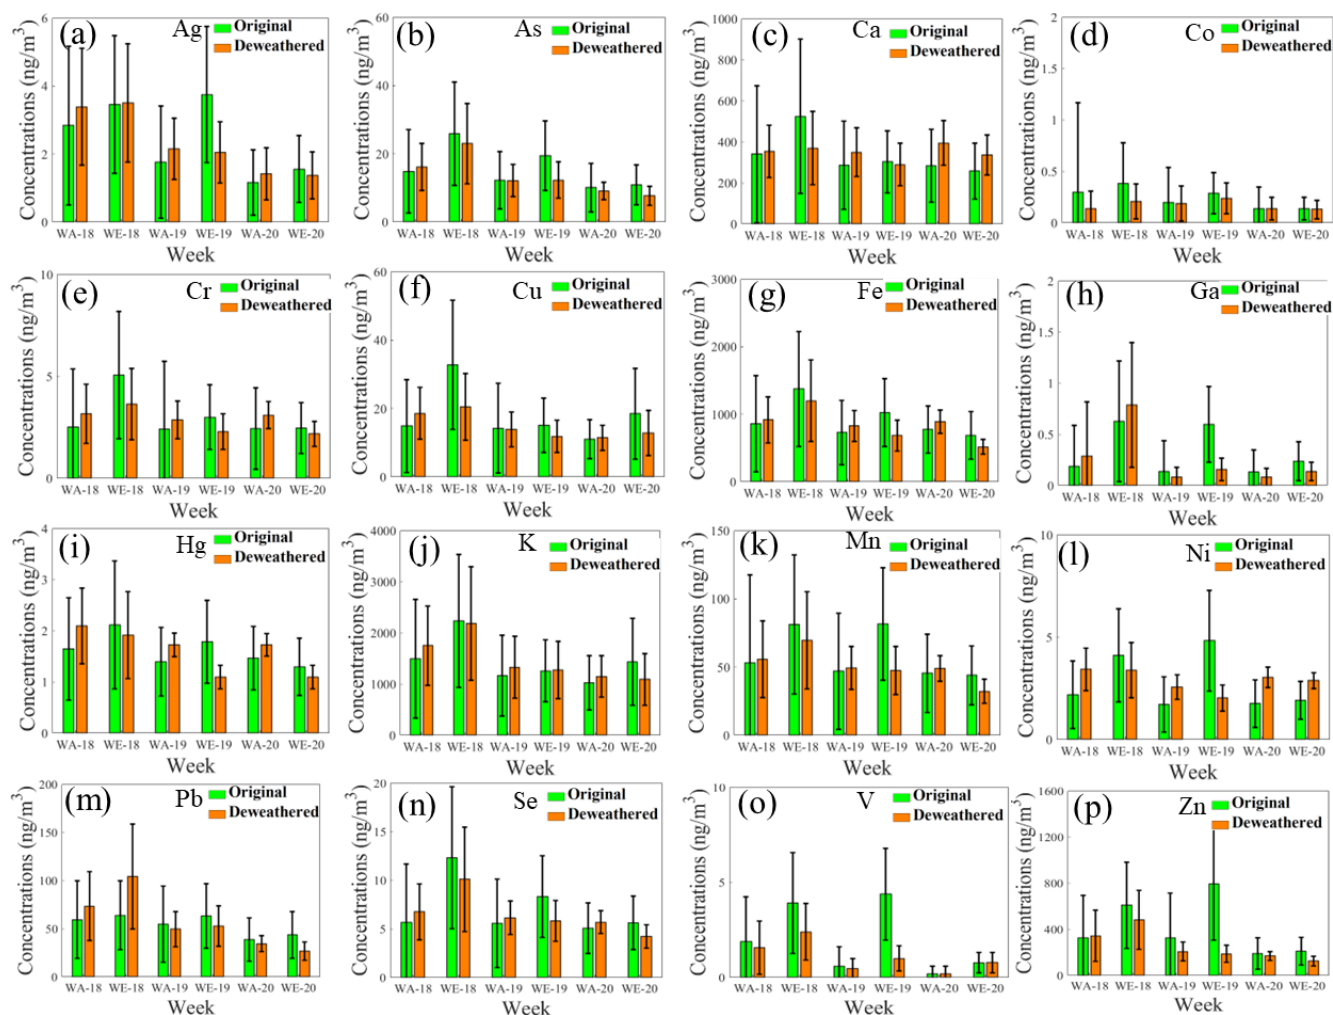 (a) Ag
Original
Deweathered
Concentrations (ng/m³)
6
4
2
0
WA-18 WE-18 WA-19 WE-19 WA-20 WE-20
Week
(b) As
Original
Deweathered
Concentrations (ng/m³)
60
40
20
0
WA-18 WE-18 WA-19 WE-19 WA-20 WE-20
Week
(c) Ca
Original
Deweathered
Concentrations (ng/m³)
1000
800
600
400
200
0
WA-18 WE-18 WA-19 WE-19 WA-20 WE-20
Week
(d) Co
Original
Deweathered
Concentrations (ng/m³)
2
1.5
1
0.5
0
WA-18 WE-18 WA-19 WE-19 WA-20 WE-20
Week
(e) Cr
Original
Deweathered
Concentrations (ng/m³)
10
5
0
WA-18 WE-18 WA-19 WE-19 WA-20 WE-20
Week
(f) Cu
Original
Deweathered
Concentrations (ng/m³)
60
40
20
0
WA-18 WE-18 WA-19 WE-19 WA-20 WE-20
Week
(g) Fe
Original
Deweathered
Concentrations (ng/m³)
3000
2000
1000
0
WA-18 WE-18 WA-19 WE-19 WA-20 WE-20
Week
(h) Ga
Original
Deweathered
Concentrations (ng/m³)
2
1.5
1
0.5
0
WA-18 WE-18 WA-19 WE-19 WA-20 WE-20
Week
(i) Hg
Original
Deweathered
Concentrations (ng/m³)
4
3
2
1
0
WA-18 WE-18 WA-19 WE-19 WA-20 WE-20
Week
(j) K
Original
Deweathered
Concentrations (ng/m³)
4000
3000
2000
1000
0
WA-18 WE-18 WA-19 WE-19 WA-20 WE-20
Week
(k) Mn
Original
Deweathered
Concentrations (ng/m³)
150
100
50
0
WA-18 WE-18 WA-19 WE-19 WA-20 WE-20
Week
(l) Ni
Original
Deweathered
Concentrations (ng/m³)
10
5
0
WA-18 WE-18 WA-19 WE-19 WA-20 WE-20
Week
(m) Pb
Original
Deweathered
Concentrations (ng/m³)
200
150
100
50
0
WA-18 WE-18 WA-19 WE-19 WA-20 WE-20
Week
(n) Se
Original
Deweathered
Concentrations (ng/m³)
20
15
10
5
0
WA-18 WE-18 WA-19 WE-19 WA-20 WE-20
Week
(o) V
Original
Deweathered
Concentrations (ng/m³)
10
5
0
WA-18 WE-18 WA-19 WE-19 WA-20 WE-20
Week
(p) Zn
Original
Deweathered
Concentrations (ng/m³)
1600
1200
800
400
0
WA-18 WE-18 WA-19 WE-19 WA-20 WE-20
Week